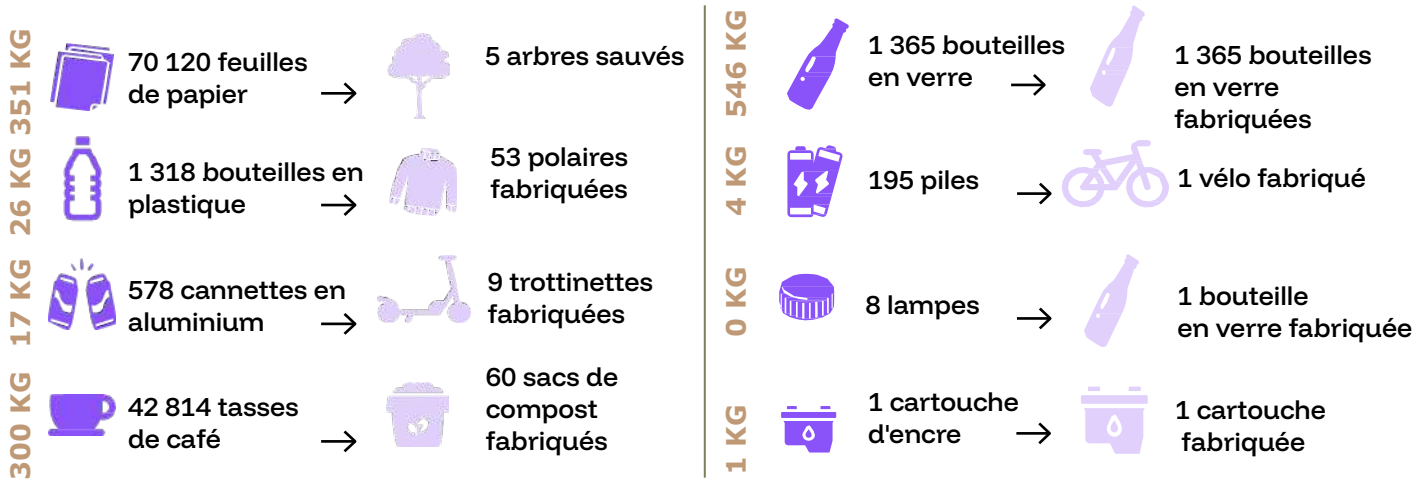 351 KG
70 120 feuilles
de papier
→
5 arbres sauvés
26 KG
1 318 bouteilles en
plastique
→
53 polaires
fabriquées
17 KG
578 cannettes en
aluminium
→
9 trottinettes
fabriquées
300 KG
42 814 tasses
de café
→
60 sacs de
compost
fabriqués
546 KG
1 365 bouteilles
en verre
→
1 365 bouteilles
en verre
fabriquées
4 KG
195 piles
→
1 vélo fabriqué
0 KG
8 lampes
→
1 bouteille
en verre fabriquée
1 KG
1 cartouche
d'encre
→
1 cartouche
fabriquée